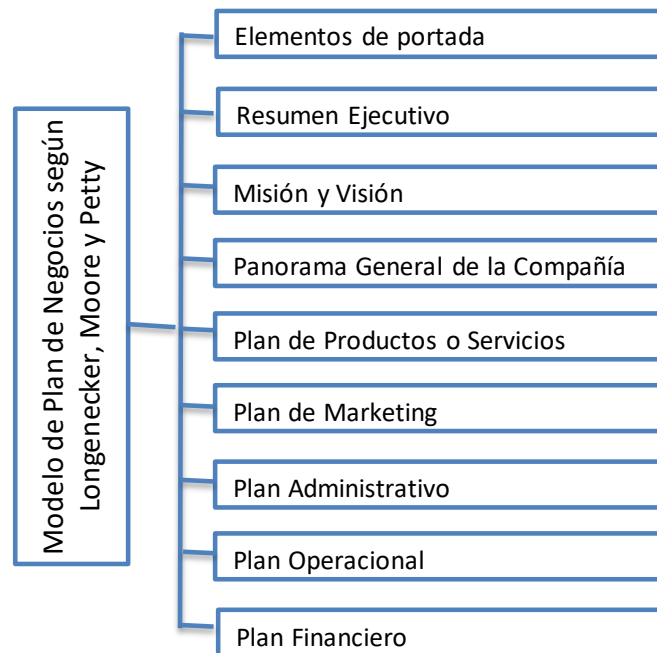 Modelo de Plan de Negocios según
Longenecker, Moore y Petty
Elementos de portada
Resumen Ejecutivo
Misión y Visión
Panorama General de la Compañía
Plan de Productos o Servicios
Plan de Marketing
Plan Administrativo
Plan Operacional
Plan Financiero